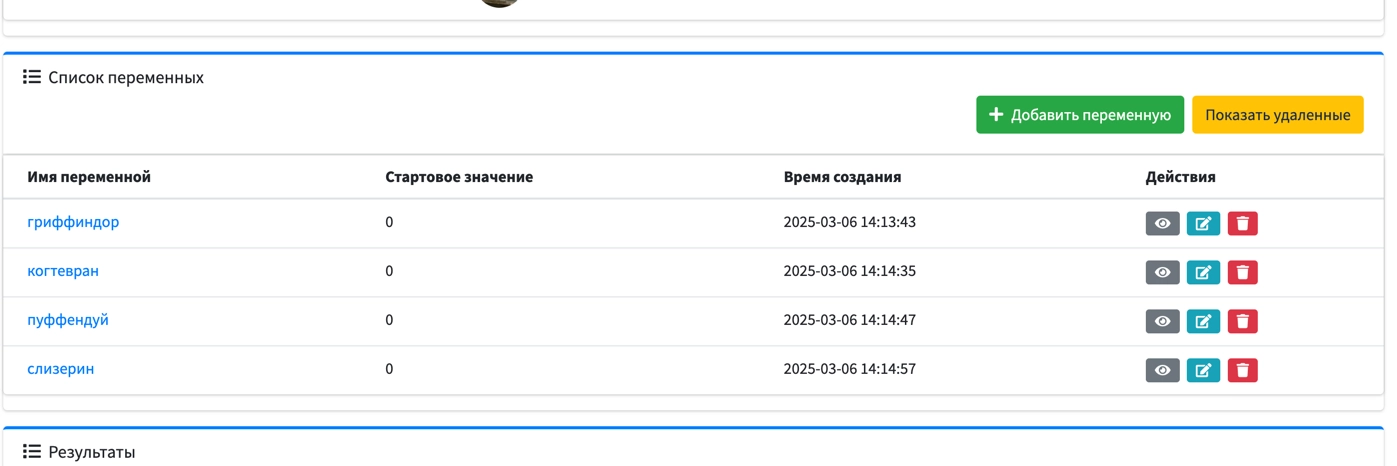 Список переменных
Добавить переменную Показать удаленные
Имя переменной Стартовое значение Время создания Действия
гриффиндор 0 2025-03-06 14:13:43
когтевран 0 2025-03-06 14:14:35
пуффендуй 0 2025-03-06 14:14:47
слизерин 0 2025-03-06 14:14:57
Результаты